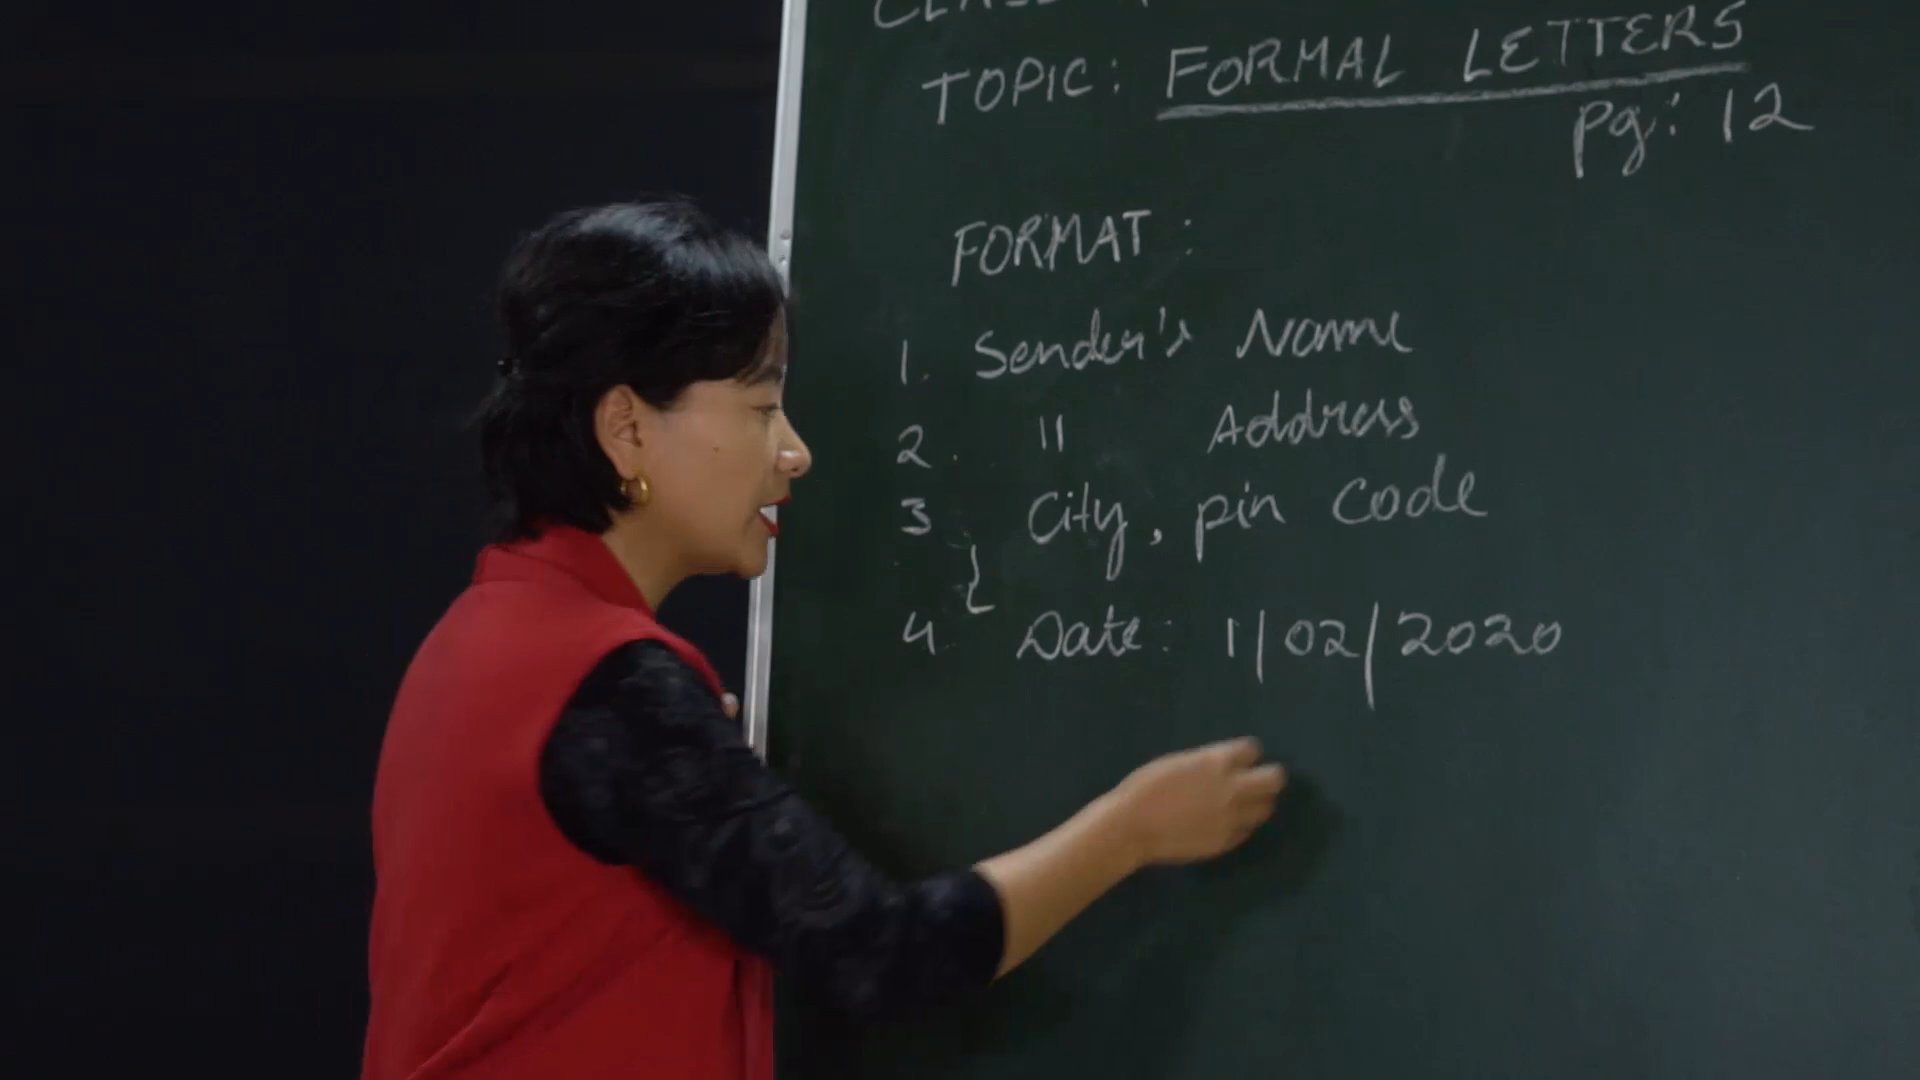 TOPIC: FORMAL LETTERS
pg: 12
FORMAT:
1. Sender's Name
2. " Address
3 City, pin code
4 Date: 1/02/2020